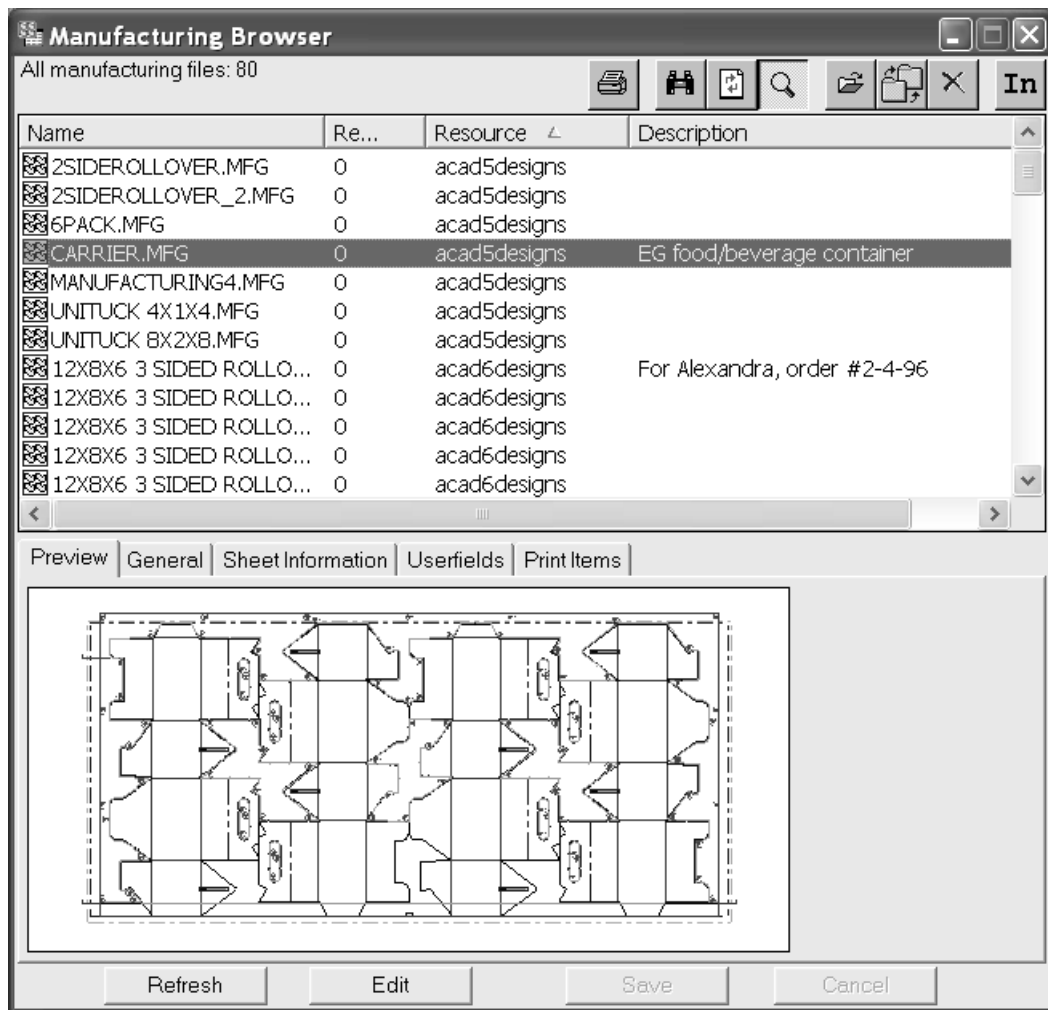 Manufacturing Browser
All manufacturing files: 80
In
Name Re... Resource Description
2SIDEROLLOVER.MFG 0 acad5designs
2SIDEROLLOVER_2.MFG 0 acad5designs
6PACK.MFG 0 acad5designs
CARRIER.MFG 0 acad5designs EG food/beverage container
MANUFACTURING4.MFG 0 acad5designs
UNITUCK 4X1X4.MFG 0 acad5designs
UNITUCK 8X2X8.MFG 0 acad5designs
12X8X6 3 SIDED ROLLO... 0 acad6designs For Alexandra, order #2-4-96
12X8X6 3 SIDED ROLLO... 0 acad6designs
12X8X6 3 SIDED ROLLO... 0 acad6designs
12X8X6 3 SIDED ROLLO... 0 acad6designs
12X8X6 3 SIDED ROLLO... 0 acad6designs
Preview General Sheet Information Userfields Print Items
Refresh Edit Save Cancel